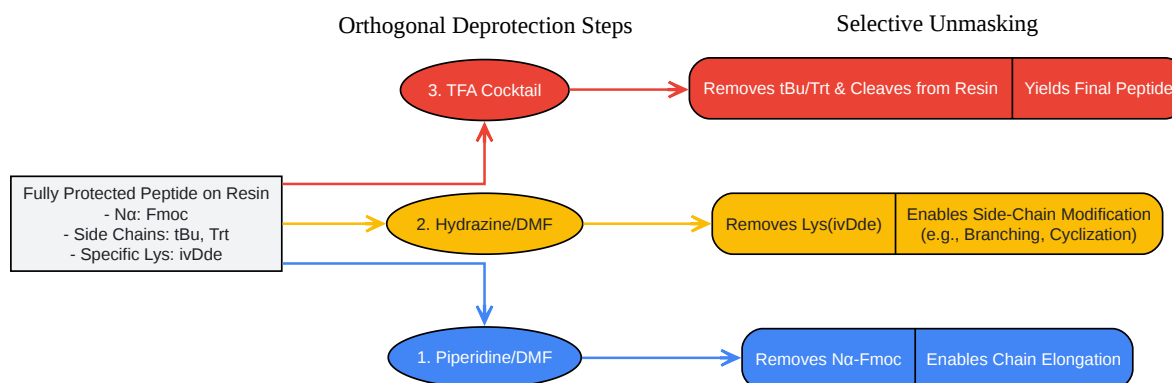 Orthogonal Deprotection Steps
Selective Unmasking
3. TFA Cocktail
Removes tBu/Trt & Cleaves from Resin
Yields Final Peptide
Fully Protected Peptide on Resin
- Nα: Fmoc
- Side Chains: tBu, Trt
- Specific Lys: ivDde
2. Hydrazine/DMF
Removes Lys(ivDde)
Enables Side-Chain Modification
(e.g., Branching, Cyclization)
1. Piperidine/DMF
Removes Nα-Fmoc
Enables Chain Elongation